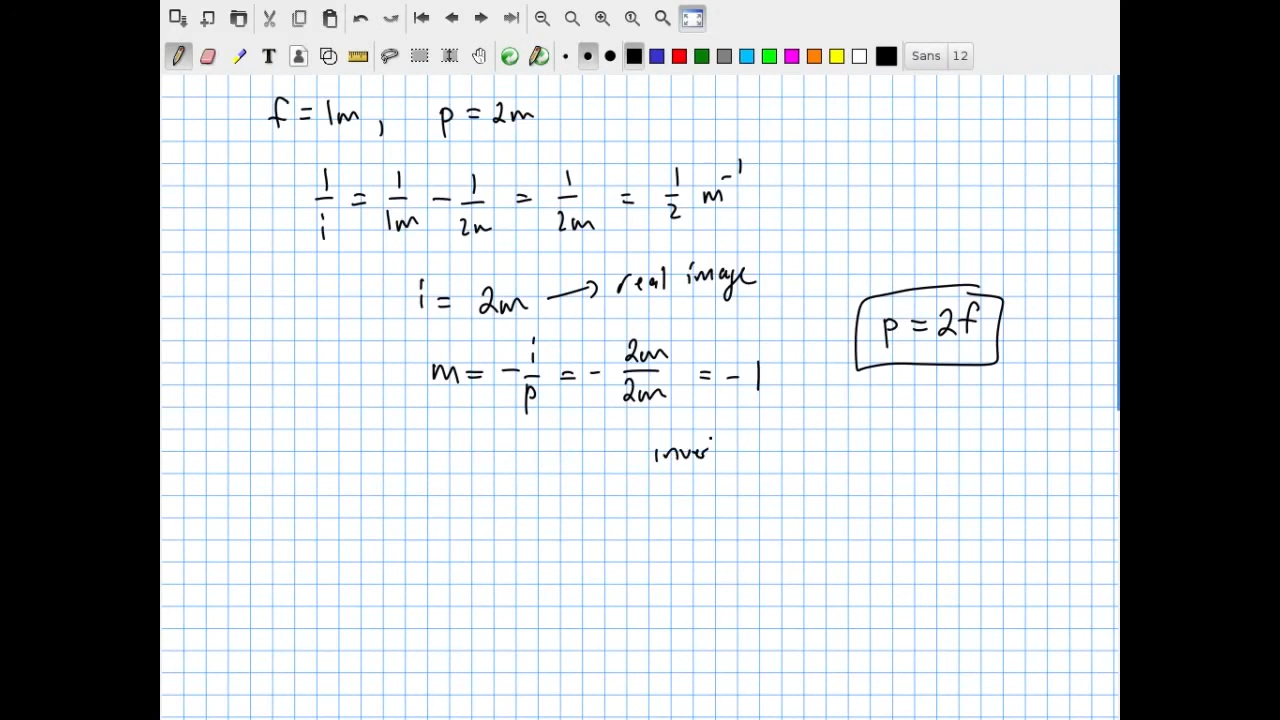 Sans 12
f = 1m, p = 2m
1/i = 1/1m - 1/2m = 1/2m = 1/2 m⁻¹
i = 2m → real image
p = 2f
m = - i/p = - 2m/2m = - 1
inver